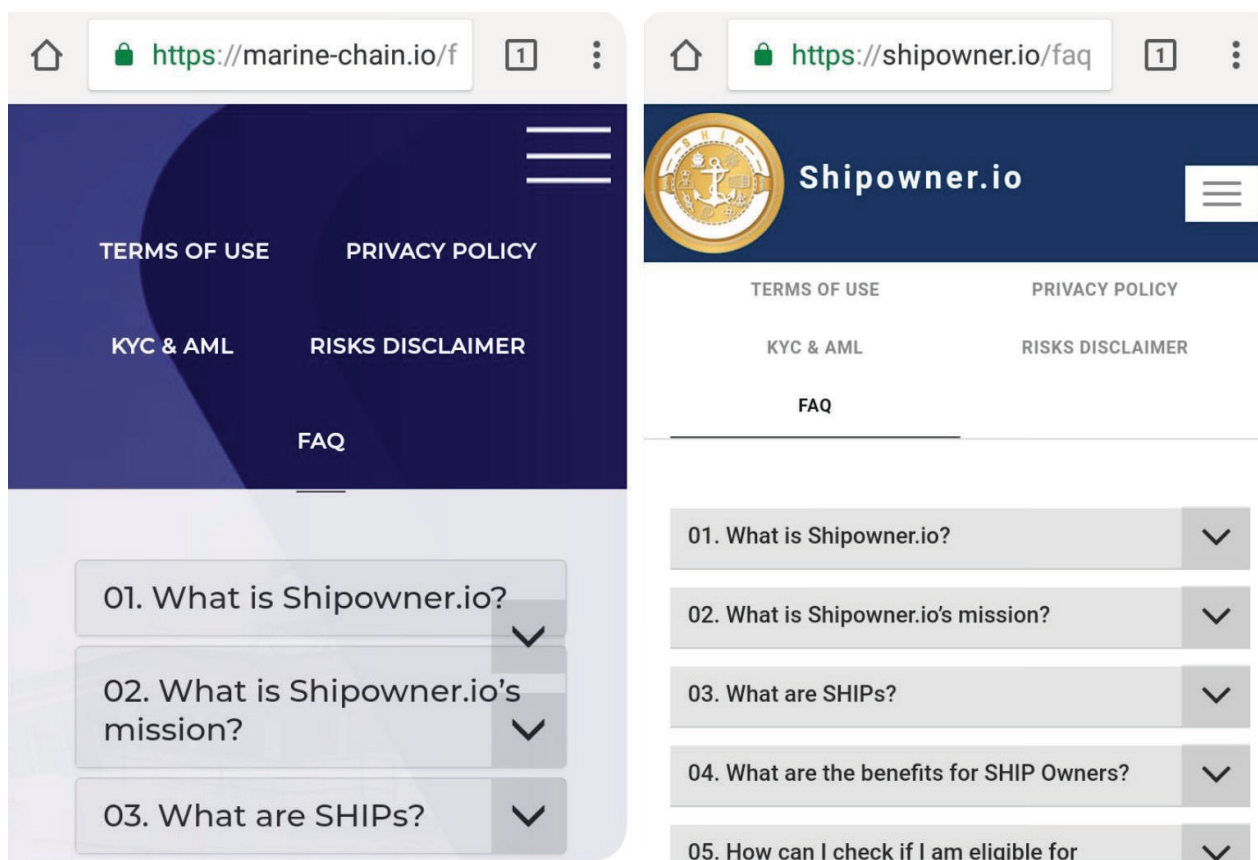 https://marine-chain.io/f
1
TERMS OF USE
PRIVACY POLICY
KYC & AML
RISKS DISCLAIMER
FAQ
01. What is Shipowner.io?
02. What is Shipowner.io's
mission?
03. What are SHIPs?
https://shipowner.io/faq
1
SHIP
Shipowner.io
TERMS OF USE
PRIVACY POLICY
KYC & AML
RISKS DISCLAIMER
FAQ
01. What is Shipowner.io?
02. What is Shipowner.io's mission?
03. What are SHIPs?
04. What are the benefits for SHIP Owners?
05. How can I check if I am eligible for